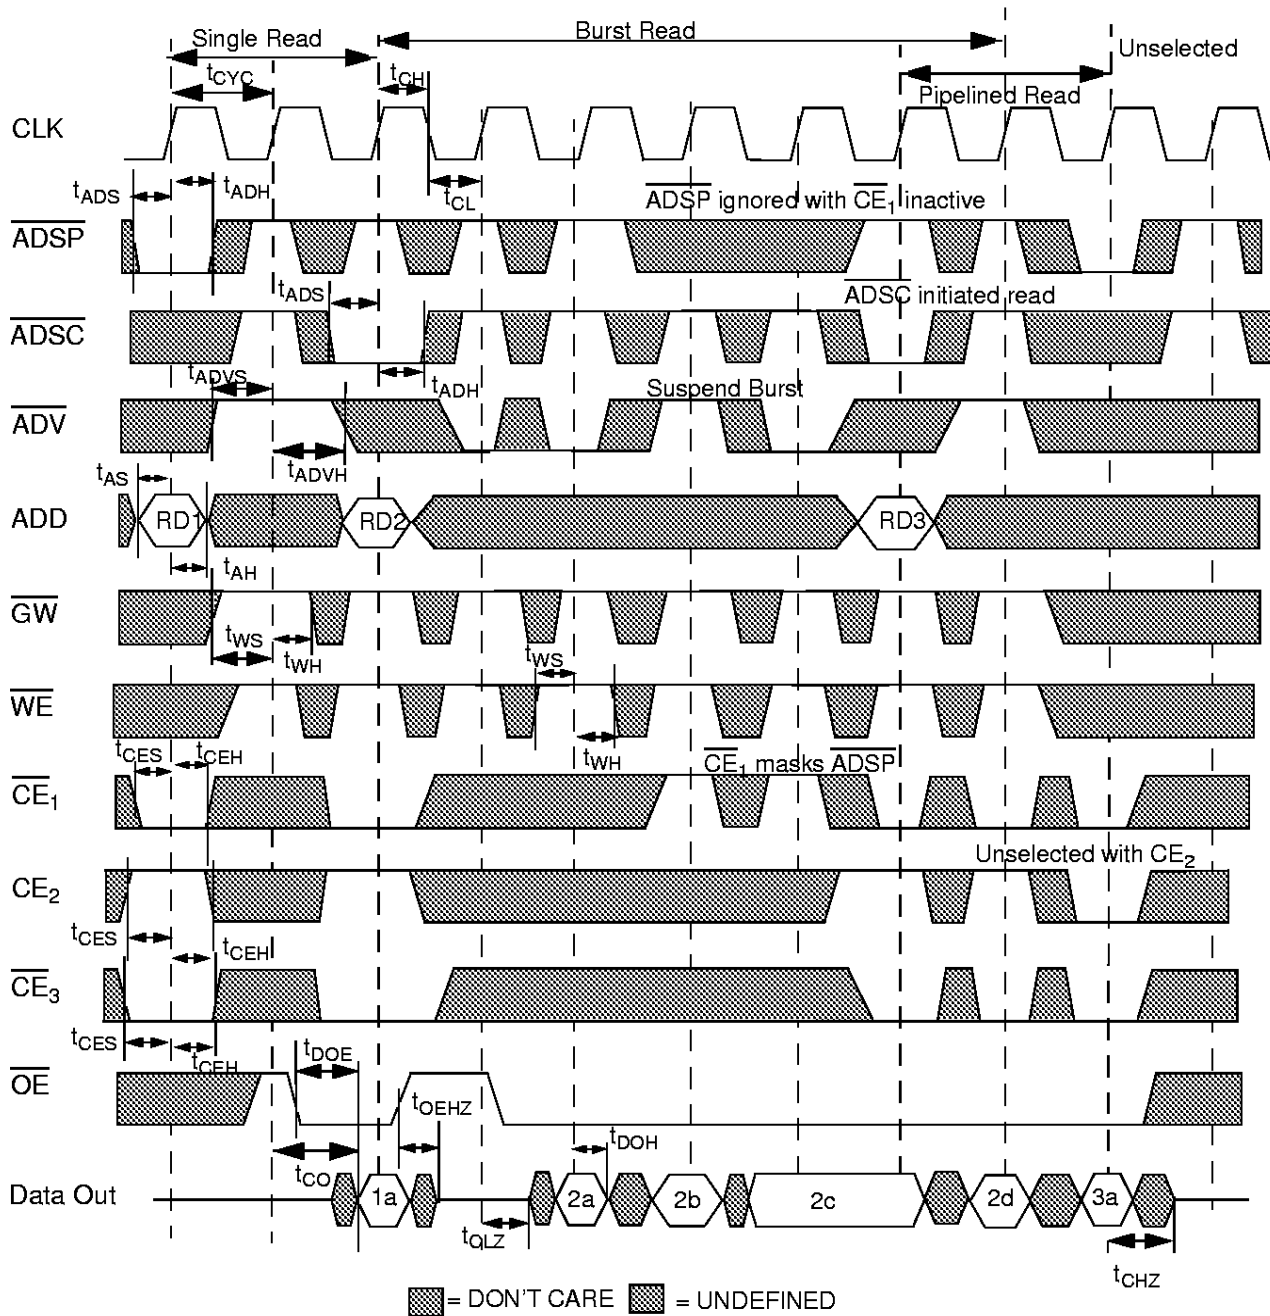 Single Read
Burst Read
Unselected
tCYC
tCH
Pipelined Read
CLK
tADS
tADH
tCL
ADSP ignored with CE1 inactive
ADSP
tADS
ADSC initiated read
ADSC
tADVS
tADH
Suspend Burst
ADV
tADVH
tAS
ADD
RD1
RD2
RD3
tAH
GW
tWS
tWH
tWS
WE
tCES
tCEH
tWH
CE1 masks ADSP
CE1
Unselected with CE2
CE2
tCES
tCEH
CE3
tCES
tCEH
tDOE
OE
tOEHZ
tDOH
tCO
Data Out
1a
2a
2b
2c
2d
3a
tOLZ
tCHZ
= DON'T CARE
= UNDEFINED